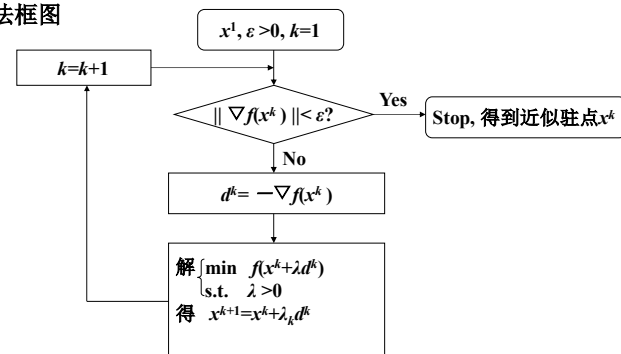 法框图
x¹, ε >0, k=1
k=k+1
|| ▽f(xᵏ ) ||< ε?
Yes
Stop, 得到近似驻点xᵏ
No
dᵏ= －▽f(xᵏ )
解 { min f(xᵏ+λdᵏ)
s.t. λ >0
得 xᵏ⁺¹=xᵏ+λₖdᵏ